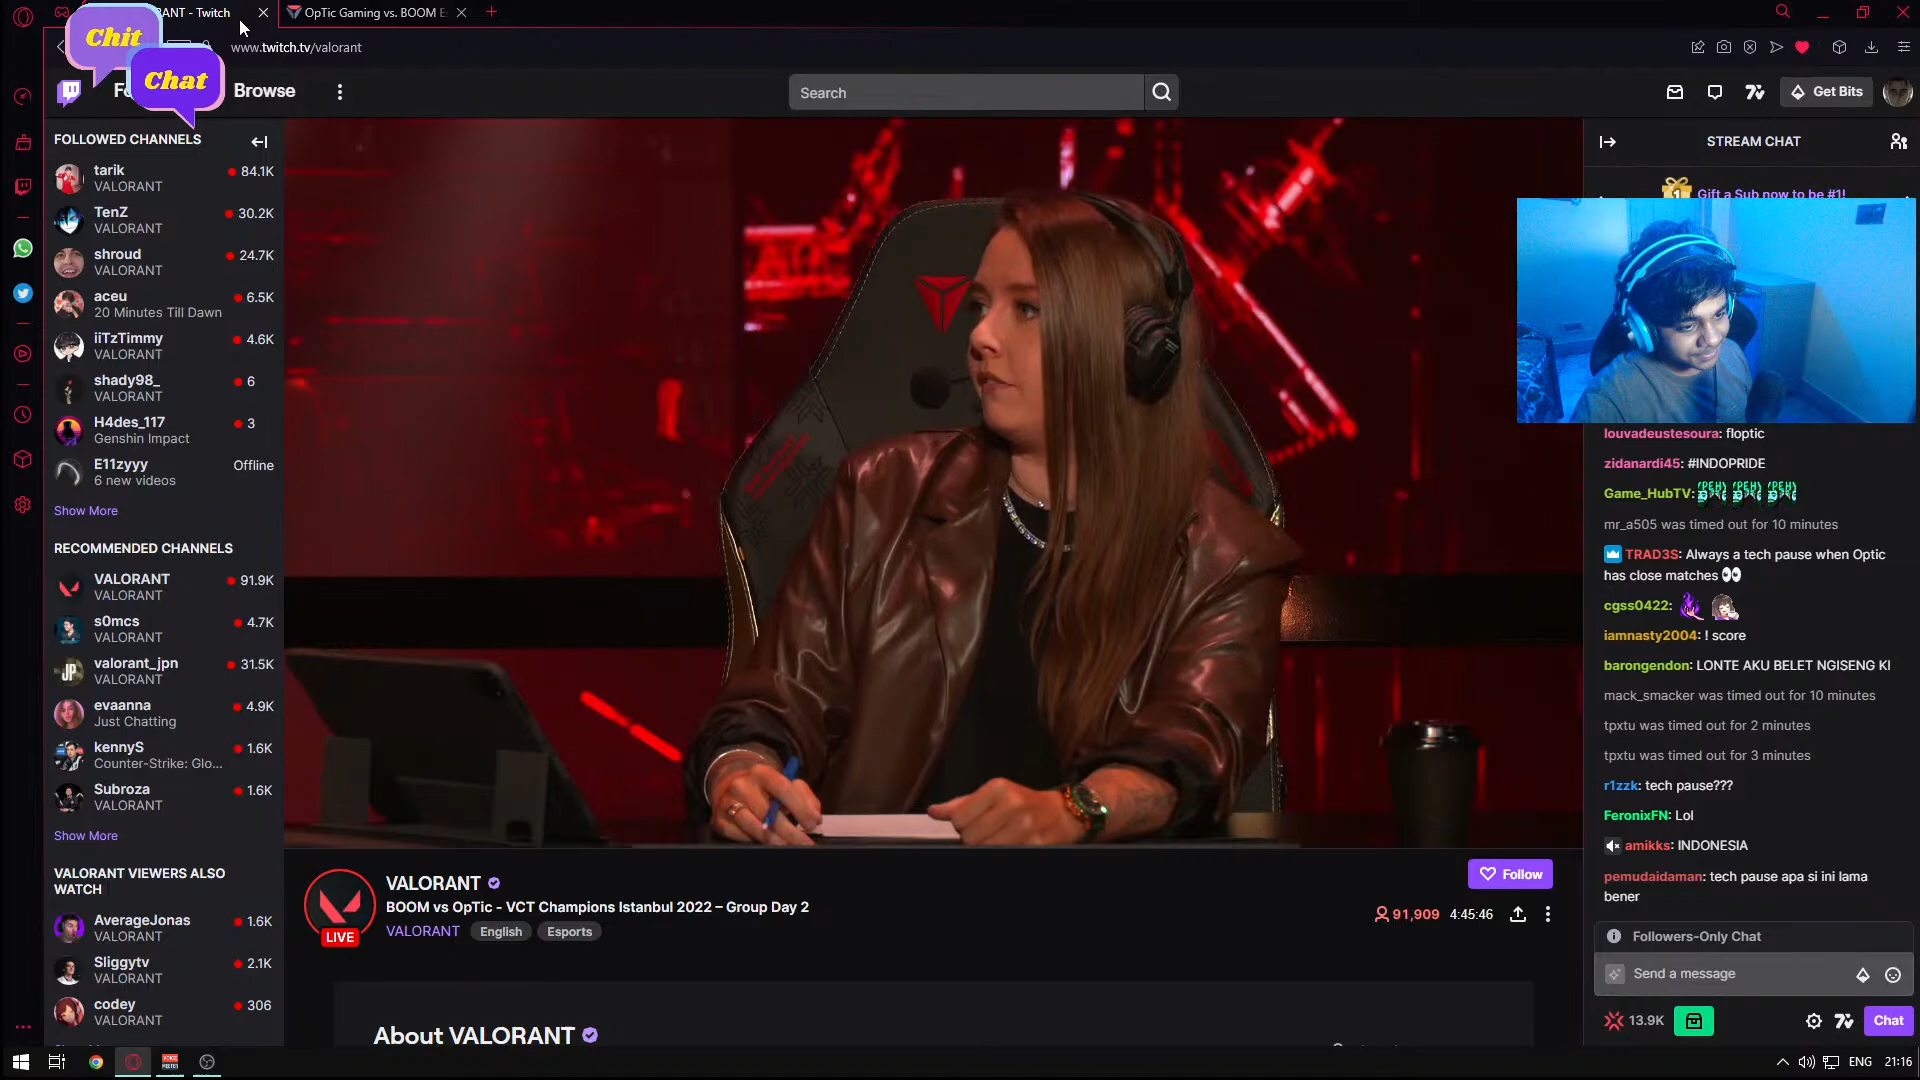 ANT - Twitch
OpTic Gaming vs. BOOM E
www.twitch.tv/valorant
Chit
Chat
Browse
Search
Get Bits
FOLLOWED CHANNELS
tarik
84.1K
VALORANT
TenZ
30.2K
VALORANT
shroud
24.7K
VALORANT
aceu
6.5K
20 Minutes Till Dawn
iiTzTimmy
4.6K
VALORANT
shady98_
6
VALORANT
H4des_117
3
Genshin Impact
E11zyyy
Offline
6 new videos
Show More
RECOMMENDED CHANNELS
VALORANT
91.9K
VALORANT
s0mcs
4.7K
VALORANT
valorant_jpn
31.5K
VALORANT
evaanna
4.9K
Just Chatting
kennyS
1.6K
Counter-Strike: Glo...
Subroza
1.6K
VALORANT
Show More
VALORANT VIEWERS ALSO
WATCH
AverageJonas
1.6K
VALORANT
Sliggytv
2.1K
VALORANT
codey
306
VALORANT
VALORANT
BOOM vs OpTic - VCT Champions Istanbul 2022 – Group Day 2
VALORANT English Esports
LIVE
Follow
91,909 4:45:46
About VALORANT
STREAM CHAT
Gift a Sub now to be #1!
louvadeustesoura: floptic
zidanardi45: #INDOPRIDE
Game_HubTV:
mr_a505 was timed out for 10 minutes
TRAD3S: Always a tech pause when Optic
has close matches
cgss0422:
iamnasty2004: ! score
barongendon: LONTE AKU BELET NGISENG KI
mack_smacker was timed out for 10 minutes
tpxtu was timed out for 2 minutes
tpxtu was timed out for 3 minutes
r1zzk: tech pause???
FeronixFN: Lol
amikks: INDONESIA
pemudaidaman: tech pause apa si ini lama
bener
Followers-Only Chat
Send a message
13.9K
Chat
ENG
21:16